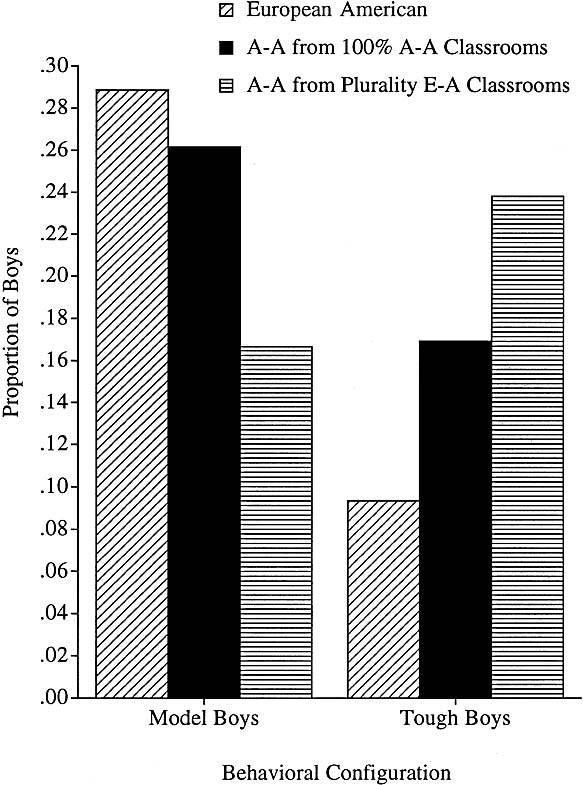 European American
A-A from 100% A-A Classrooms
A-A from Plurality E-A Classrooms
.30
.28
.26
.24
.22
.20
.18
.16
.14
.12
.10
.08
.06
.04
.02
.00
Proportion of Boys
Model Boys
Tough Boys
Behavioral Configuration